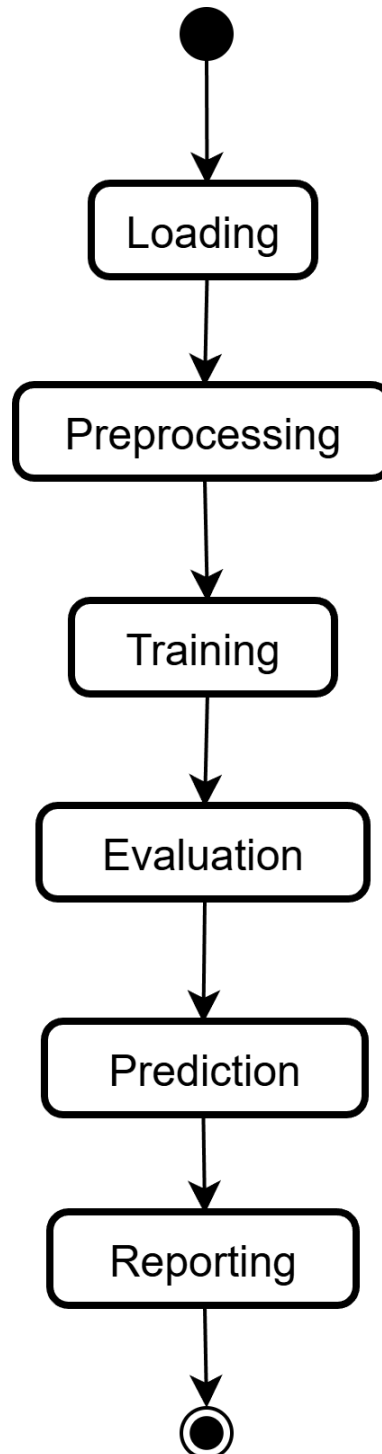 Loading
Preprocessing
Training
Evaluation
Prediction
Reporting